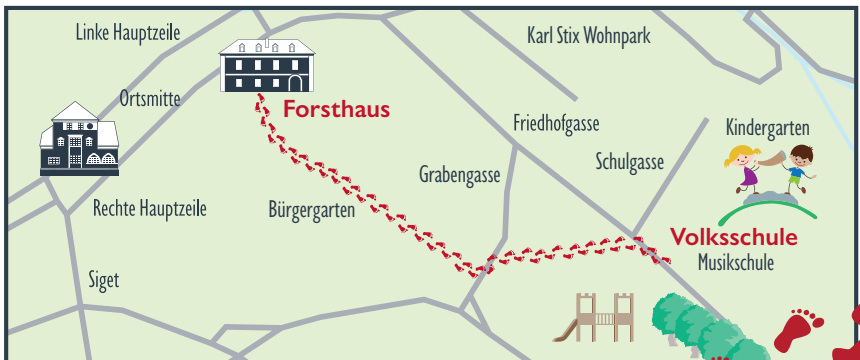 Linke Hauptzeile
Karl Stix Wohnpark
Ortsmitte
Forsthaus
Friedhofgasse
Kindergarten
Schulgasse
Grabengasse
Rechte Hauptzeile
Bürgergarten
Volksschule
Musikschule
Siget